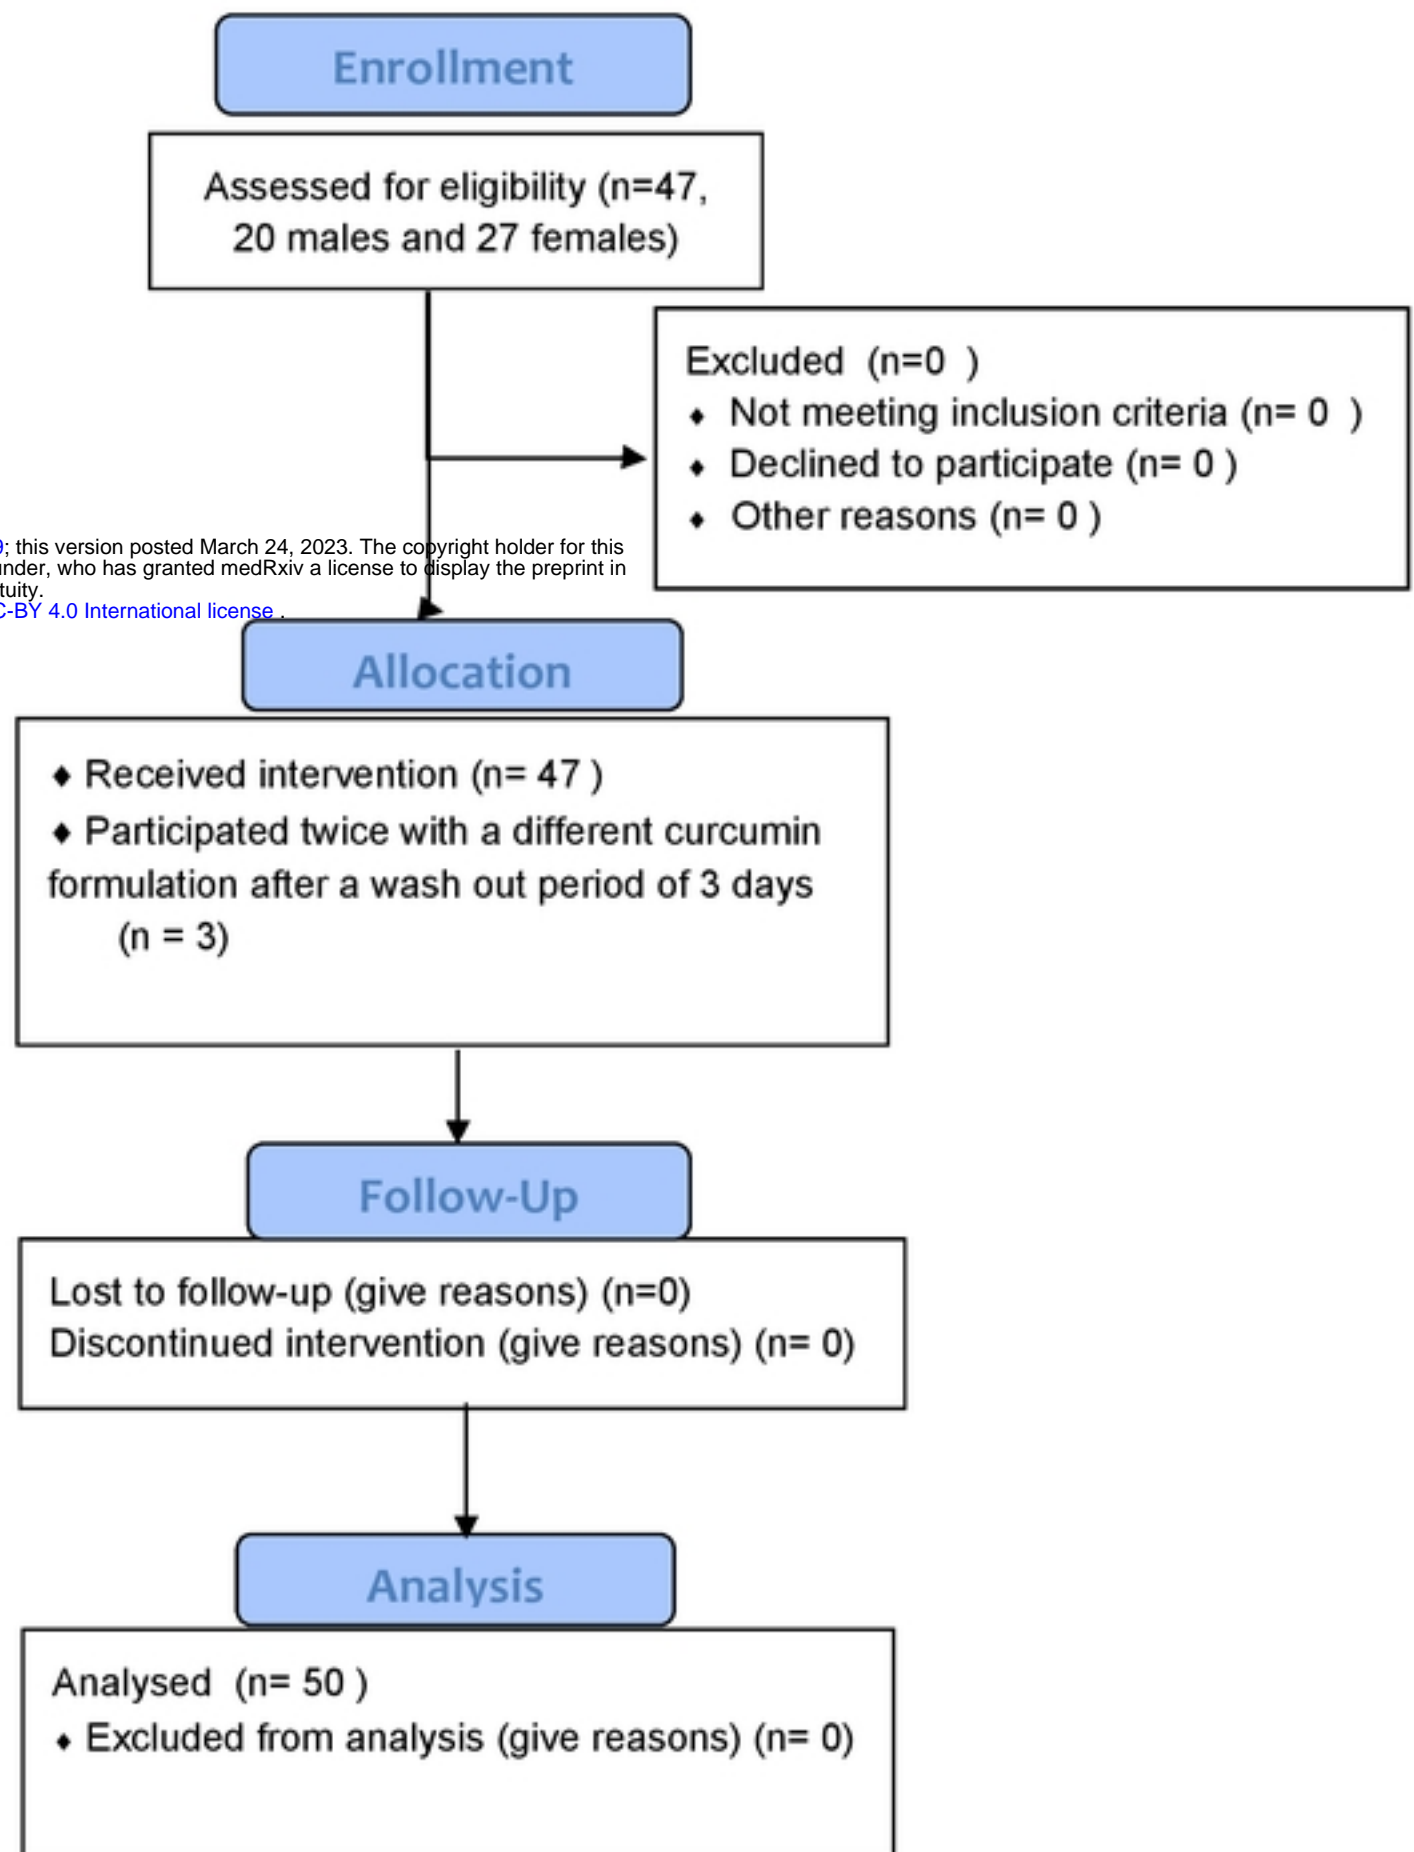 Enrollment
Assessed for eligibility (n=47,
20 males and 27 females)
Excluded  (n=0  )
♦ Not meeting inclusion criteria (n= 0  )
♦ Declined to participate (n= 0 )
♦ Other reasons (n= 0 )
; this version posted March 24, 2023. The copyright holder for this
under, who has granted medRxiv a license to display the preprint in
tuity.
C-BY 4.0 International license .
Allocation
♦ Received intervention (n= 47 )
♦ Participated twice with a different curcumin
formulation after a wash out period of 3 days
(n = 3)
Follow-Up
Lost to follow-up (give reasons) (n=0)
Discontinued intervention (give reasons) (n= 0)
Analysis
Analysed  (n= 50 )
♦ Excluded from analysis (give reasons) (n= 0)